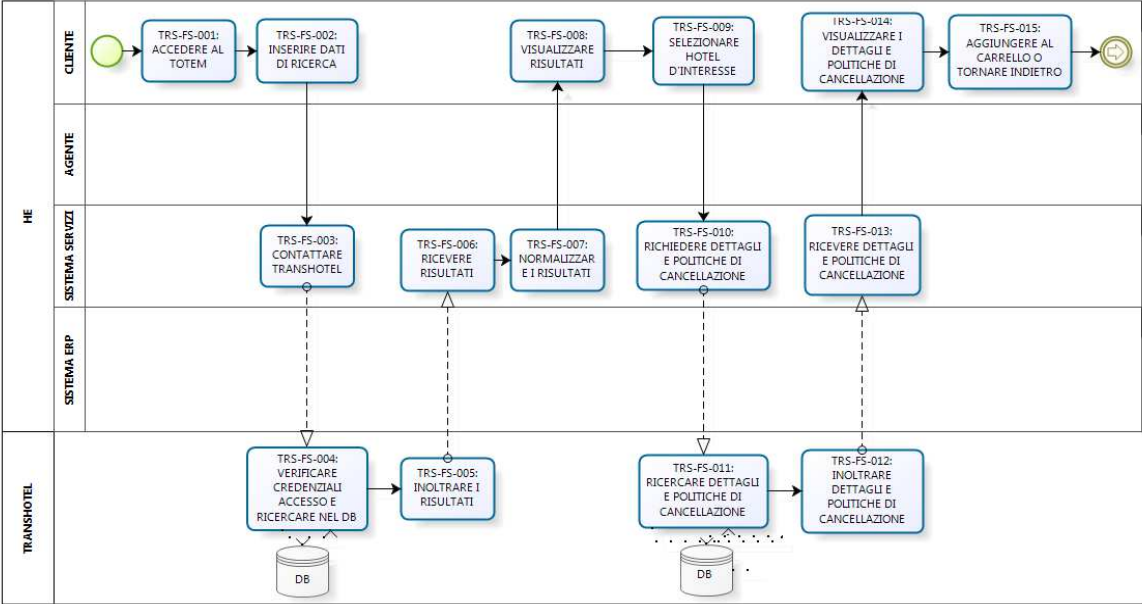 HE
CLIENTE
TRS-FS-001:
ACCEDERE AL
TOTEM
TRS-FS-002:
INSERIRE DATI
DI RICERCA
TRS-FS-008:
VISUALIZZARE
RISULTATI
TRS-FS-009:
SELEZIONARE
HOTEL
D'INTERESSE
TRS-FS-014:
VISUALIZZARE I
DETTAGLI E
POLITICHE DI
CANCELLAZIONE
TRS-FS-015:
AGGIUNGERE AL
CARRELLO O
TORNARE INDIETRO
AGENTE
SISTEMA SERVIZI
TRS-FS-003:
CONTATTARE
TRANSHOTEL
TRS-FS-006:
RICEVERE
RISULTATI
TRS-FS-007:
NORMALIZZAR
E I RISULTATI
TRS-FS-010:
RICHIEDERE DETTAGLI
E POLITICHE DI
CANCELLAZIONE
TRS-FS-013:
RICEVERE DETTAGLI
E POLITICHE DI
CANCELLAZIONE
SISTEMA ERP
TRANSHOTEL
TRS-FS-004:
VERIFICARE
CREDENZIALI
ACCESSO E
RICERCARE NEL DB
TRS-FS-005:
INOLTRARE I
RISULTATI
TRS-FS-011:
RICERCARE DETTAGLI
E POLITICHE DI
CANCELLAZIONE
TRS-FS-012:
INOLTRARE
DETTAGLI E
POLITICHE DI
CANCELLAZIONE
DB
DB